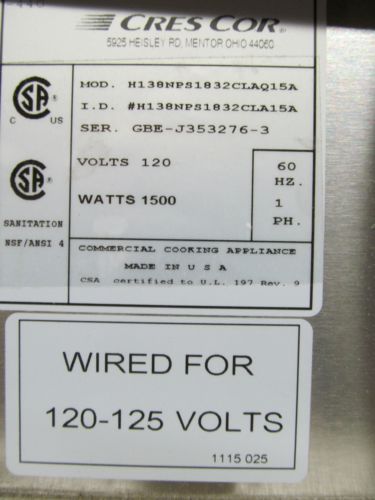 CRES COR®
5925 HEISLEY RD, MENTOR OHIO 44060
CSA ®
C US
MOD. H138NPS1832CLAQ15A
I.D. #H138NPS1832CLA15A
SER. GBE-J353276-3
CSA ®
VOLTS 120
60
HZ.
WATTS 1500
1
PH.
SANITATION
NSF/ANSI 4
COMMERCIAL COOKING APPLIANCE
MADE IN U S A
CSA certified to U.L. 197 Rev. 9
WIRED FOR
120-125 VOLTS
1115 025